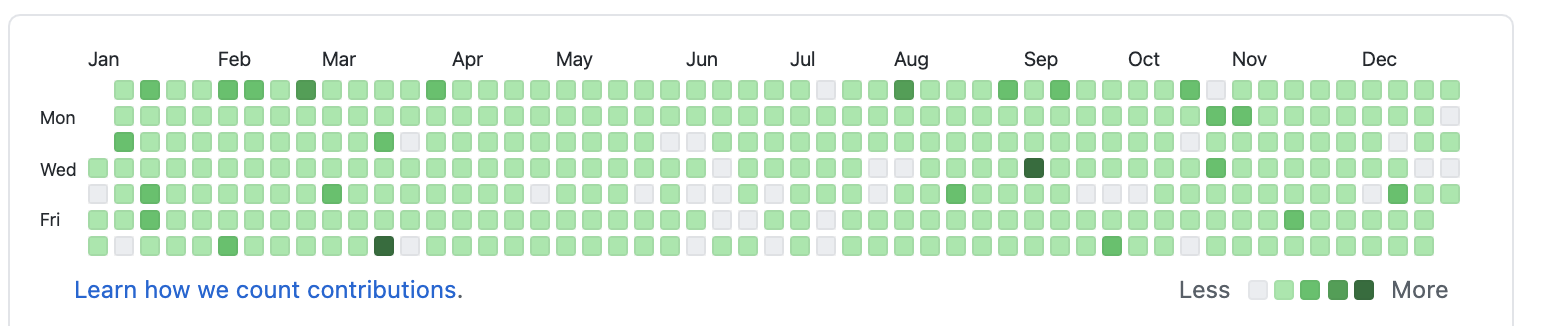 Jan Feb Mar Apr May Jun Jul Aug Sep Oct Nov Dec
Mon
Wed
Fri
Learn how we count contributions. Less More